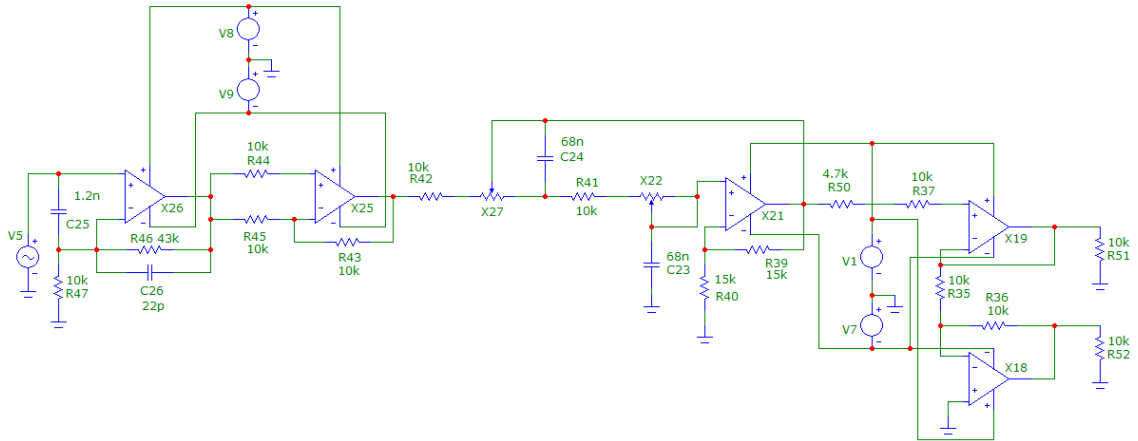 V8
V9
V5
1.2n
C25
10k
R47
X26
R46 43k
C26
22p
10k
R44
R45
10k
X25
R43
10k
10k
R42
X27
68n
C24
R41
10k
X22
68n
C23
X21
15k
R40
R39
15k
4.7k
R50
10k
R37
V1
V7
X19
10k
R35
R36
10k
X18
10k
R51
10k
R52